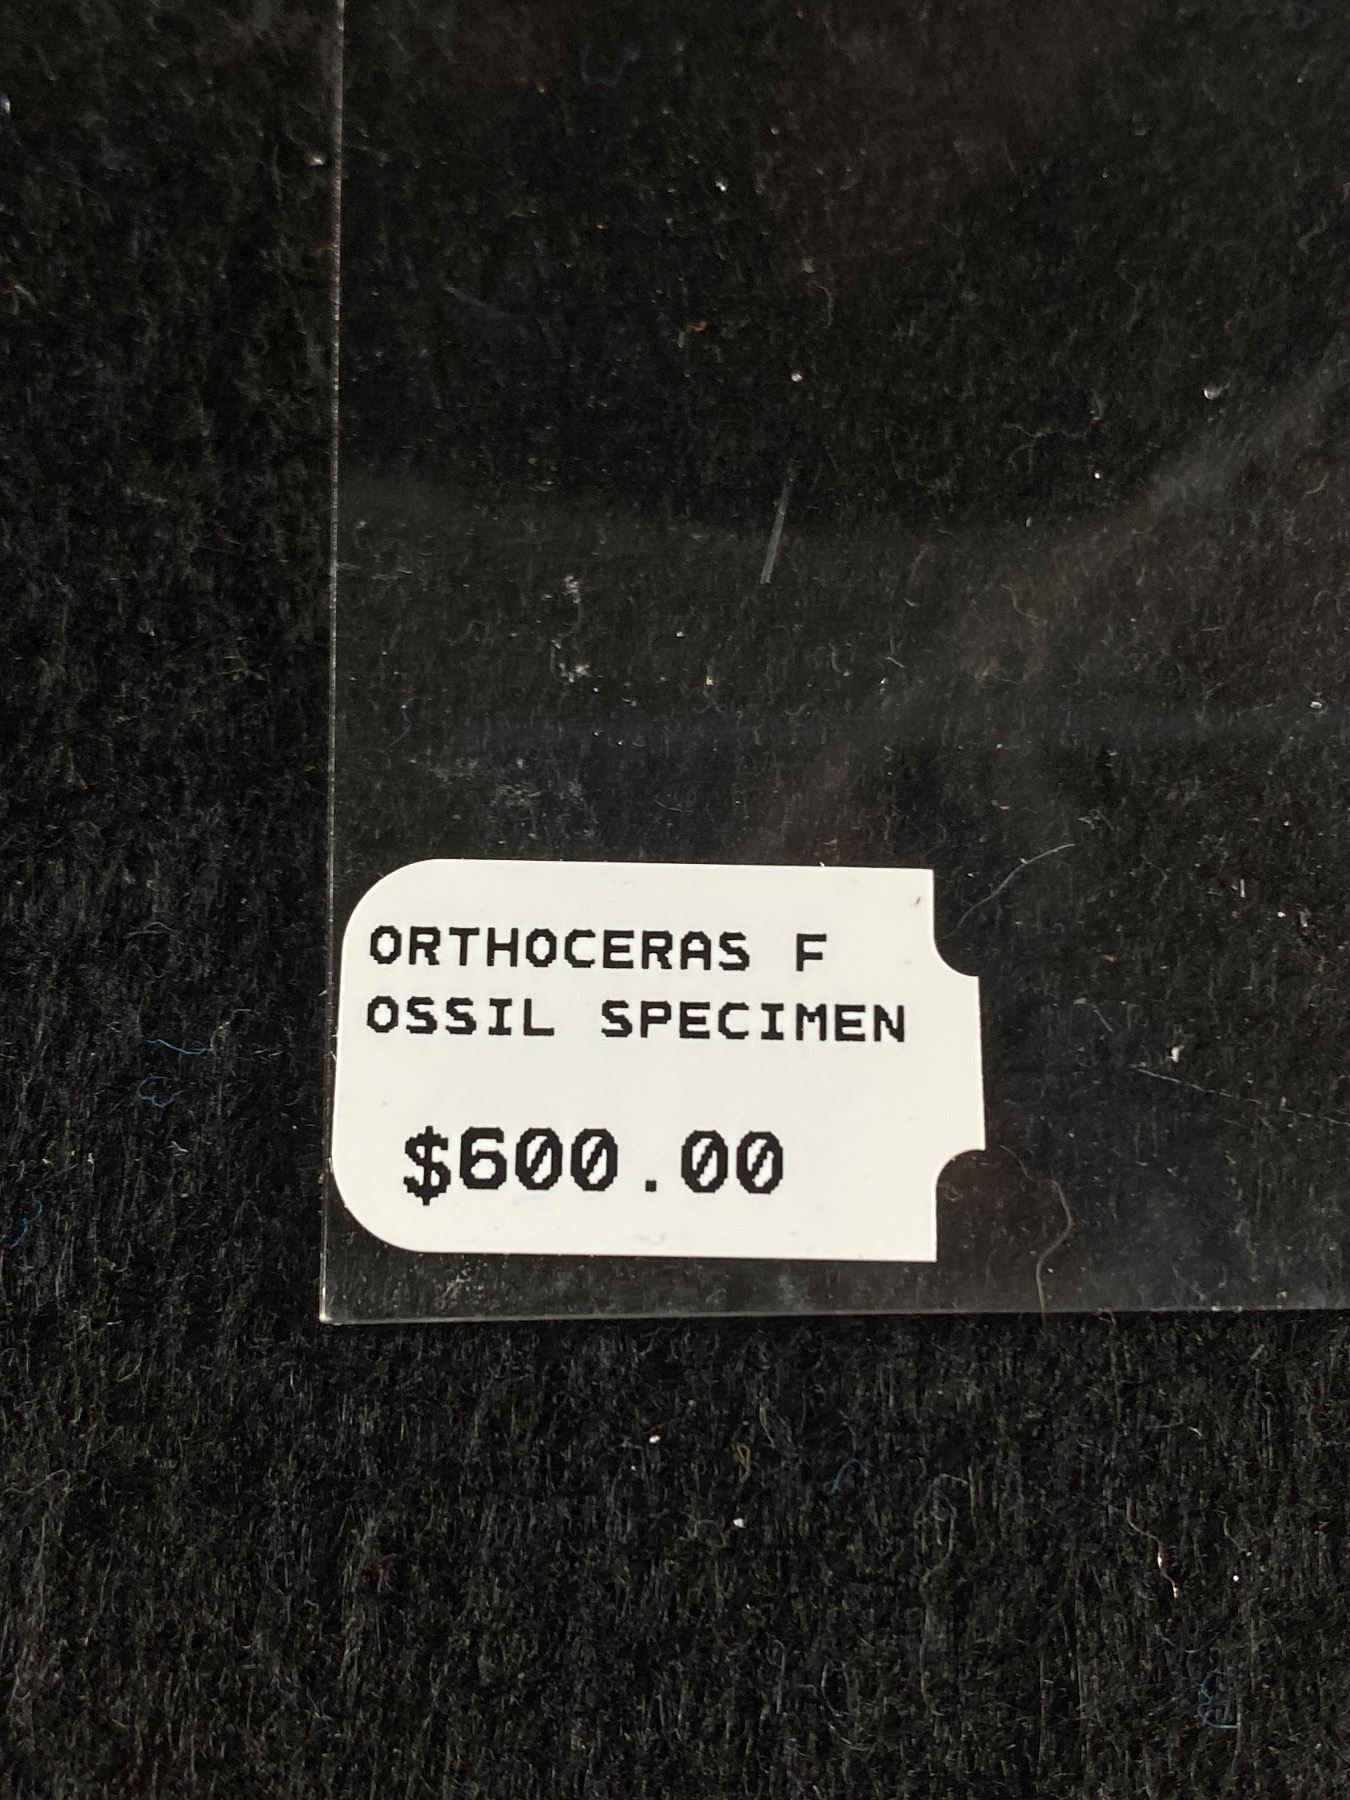 ORTHOCERAS F
OSSIL SPECIMEN
$600.00